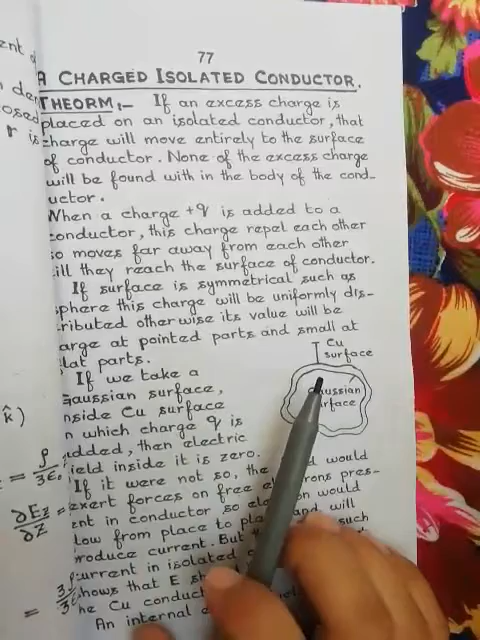 77
A CHARGED ISOLATED CONDUCTOR.
THEORM:- If an excess charge is
placed on an isolated conductor, that
charge will move entirely to the surface
of conductor. None of the excess charge
will be found with in the body of the cond-
uctor.
When a charge +q is added to a
conductor, this charge repel each other
so moves far away from each other
till they reach the surface of conductor.
If surface is symmetrical such as
sphere this charge will be uniformly dis-
tributed otherwise its value will be
large at pointed parts and small at
flat parts.
Cu
surface
If we take a
Gaussian surface,
inside Cu surface
n which charge q is
added, then electric
field inside it is zero.
Gaussian
surface
If it were not so, the would
exert forces on free electrons pres-
ent in conductor so would
flow from place to and will
produce current. But such
current in isolated
shows that E
the Cu
An internal
ent
r is
k̂)
= ρ/3ε₀
∂Ez/∂z =
=